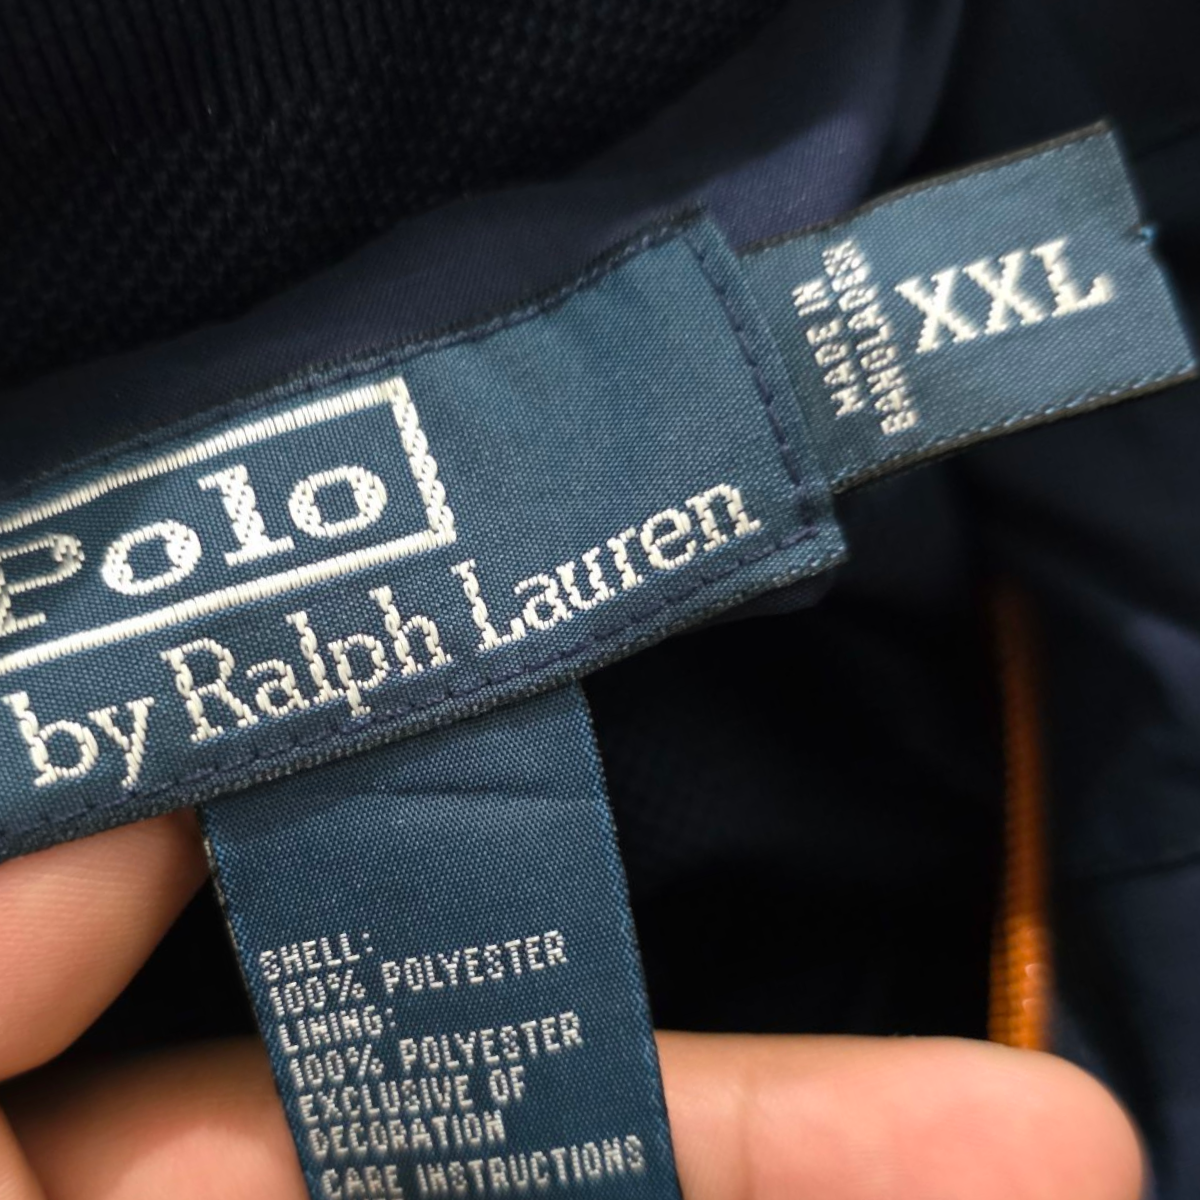 Polo
by Ralph Lauren
MADE IN
BANGLADESH
XXL
SHELL:
100% POLYESTER
LINING:
100% POLYESTER
EXCLUSIVE OF
DECORATION
CARE INSTRUCTIONS